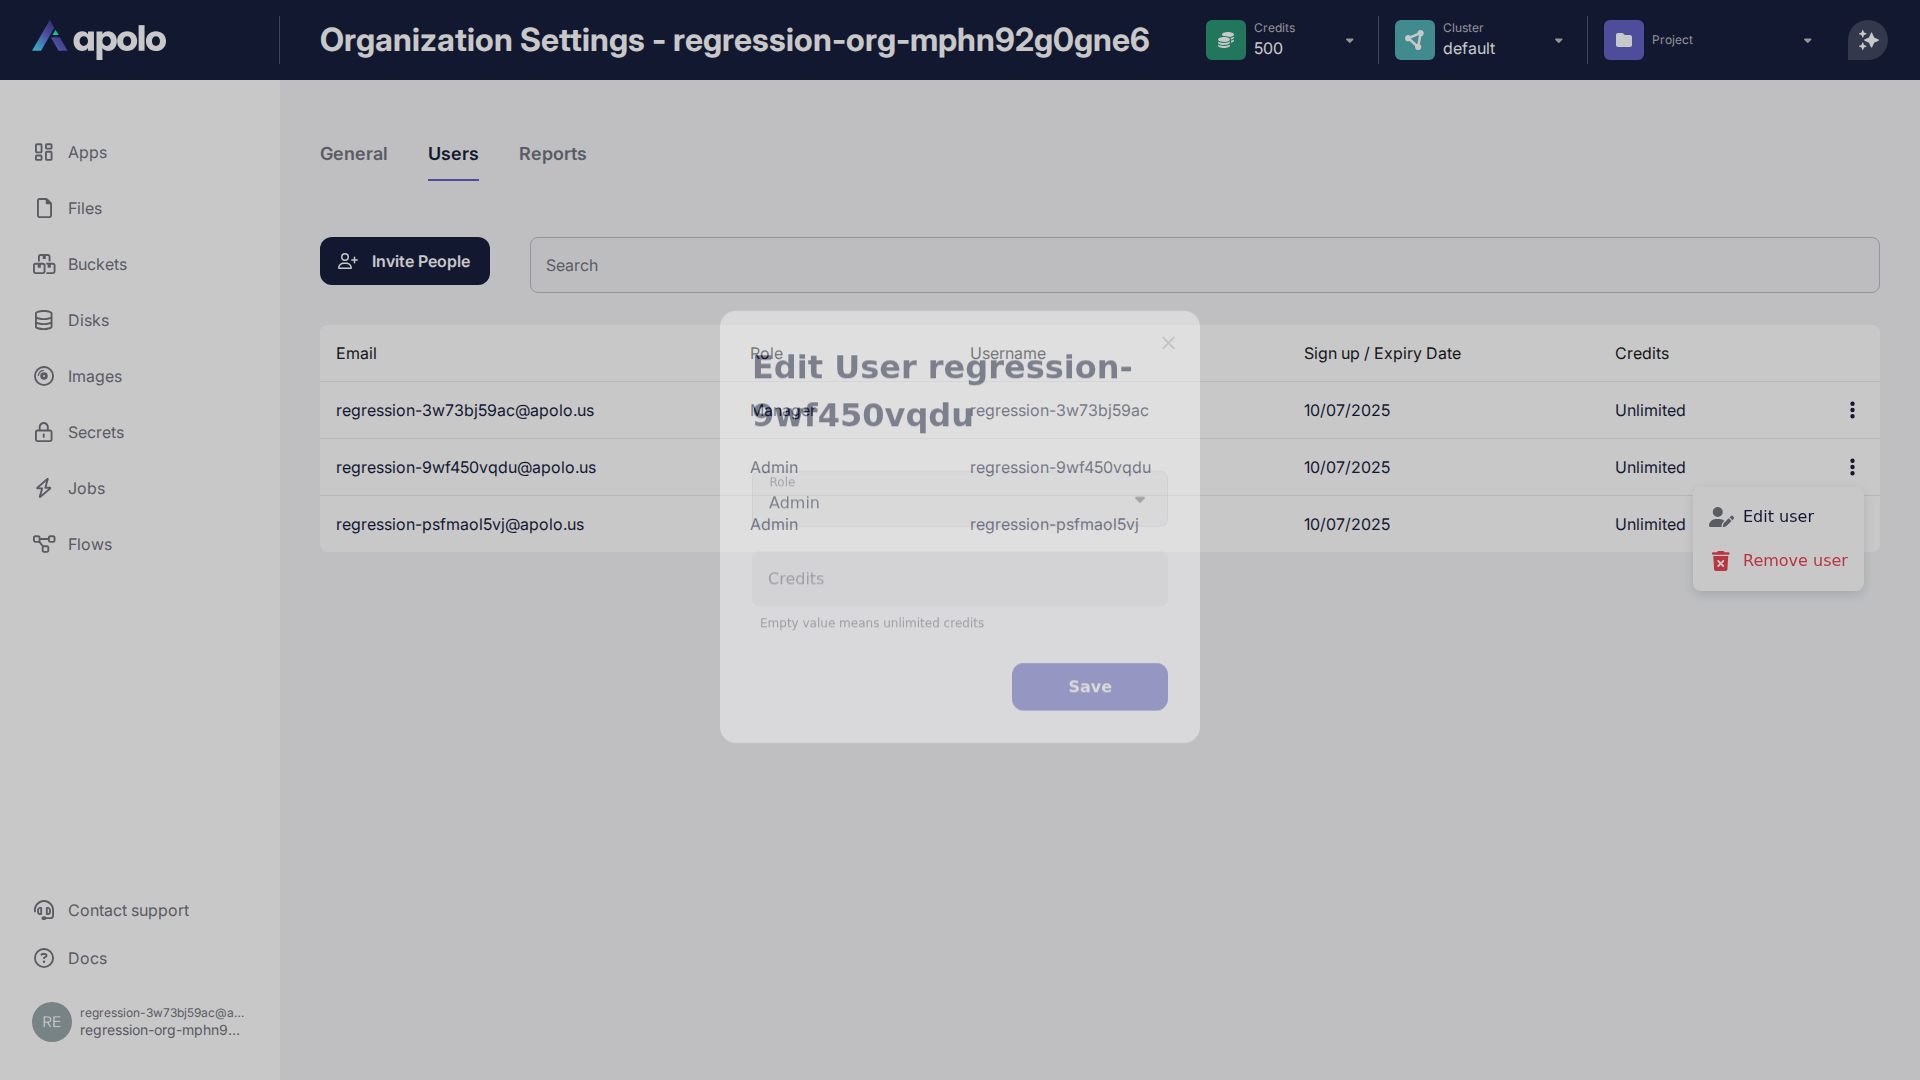 apolo
Organization Settings - regression-org-mphn92g0gne6
Credits
500
Cluster
default
Project
Apps
Files
Buckets
Disks
Images
Secrets
Jobs
Flows
Contact support
Docs
RE
regression-3w73bj59ac@a...
regression-org-mphn9...
General Users Reports
Invite People
Search
Email Role Username Sign up / Expiry Date Credits
regression-3w73bj59ac@apolo.us Manager regression-3w73bj59ac 10/07/2025 Unlimited
regression-9wf450vqdu@apolo.us Admin regression-9wf450vqdu 10/07/2025 Unlimited
regression-psfmaol5vj@apolo.us Admin regression-psfmaol5vj 10/07/2025 Unlimited
Edit User regression-
9wf450vqdu
Role
Admin
Credits
Empty value means unlimited credits
Save
Edit user
Remove user